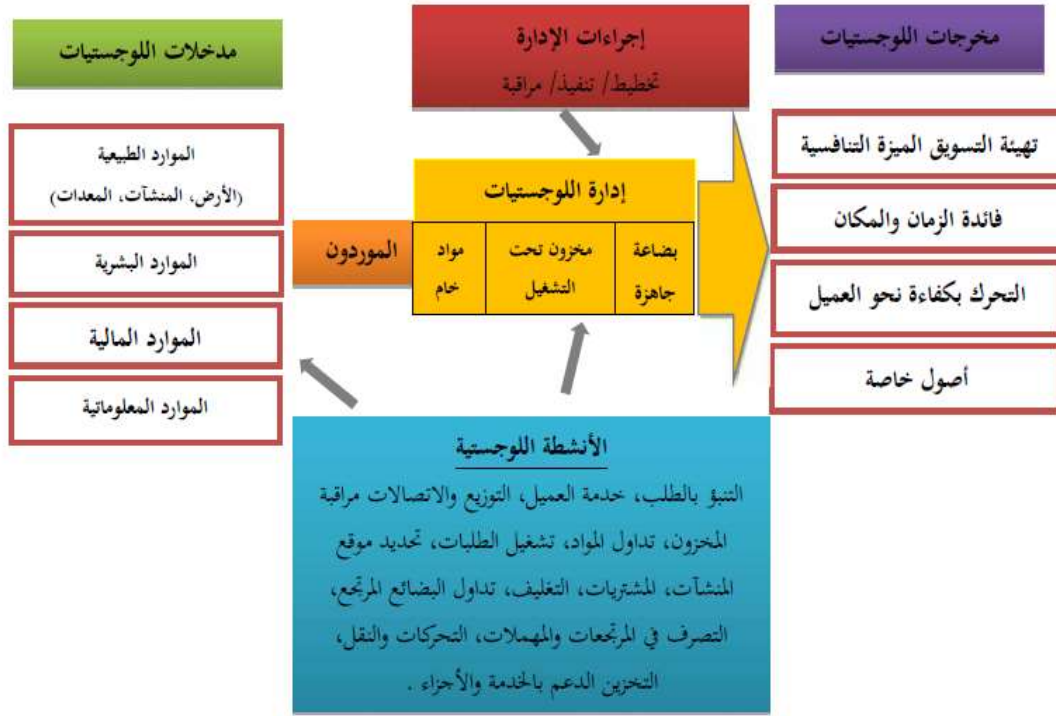 مخرجات اللوجستيات
إجراءات الإدارة
تخطيط/ تنفيذ/ مراقبة
مدخلات اللوجستيات
تهيئة التسويق الميزة التنافسية
فائدة الزمان والمكان
التحرك بكفاءة نحو العميل
أصول خاصة
إدارة اللوجستيات
بضاعة
جاهزة
مخزون تحت
التشغيل
مواد
خام
الموردون
الموارد الطبيعية
(الأرض، المنشآت، المعدات)
الموارد البشرية
الموارد المالية
الموارد المعلوماتية
الأنشطة اللوجستية
التنبؤ بالطلب، خدمة العميل، التوزيع والاتصالات مراقبة
المخزون، تداول المواد، تشغيل الطلبات، تحديد موقع
المنشآت، المشتريات، التغليف، تداول البضائع المرتجع،
التصرف في المرتجعات والمهملات، التحركات والنقل،
التخزين الدعم بالخدمة والأجزاء .